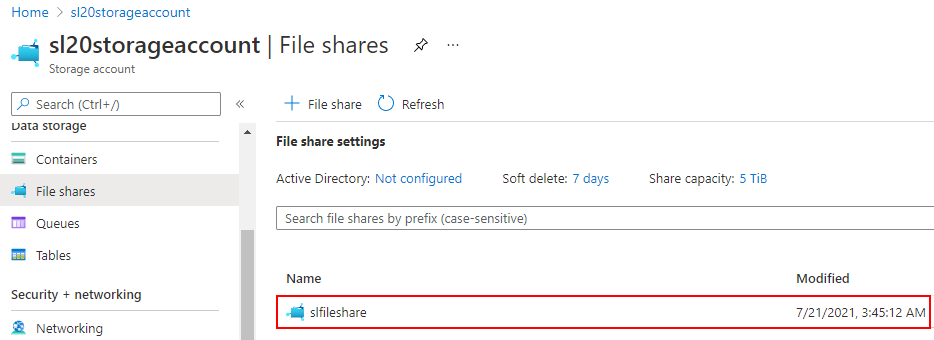 Home > sl20storageaccount
sl20storageaccount | File shares
Storage account
Search (Ctrl+/)
Data storage
Containers
File shares
Queues
Tables
Security + networking
Networking
+ File share Refresh
File share settings
Active Directory: Not configured Soft delete: 7 days Share capacity: 5 TiB
Search file shares by prefix (case-sensitive)
Name Modified
slfileshare 7/21/2021, 3:45:12 AM